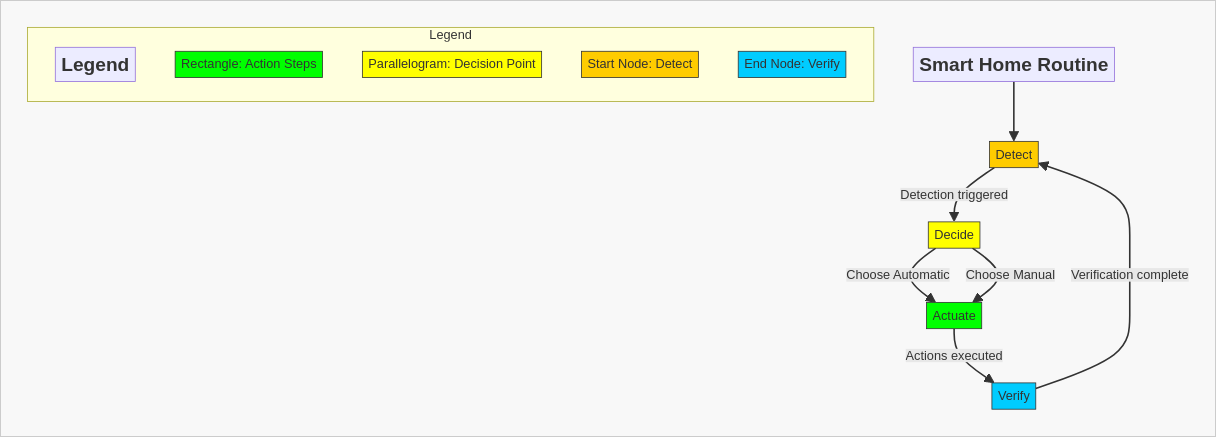 Legend
Legend
Rectangle: Action Steps
Parallelogram: Decision Point
Start Node: Detect
End Node: Verify
Smart Home Routine
Detect
Detection triggered
Decide
Choose Automatic
Choose Manual
Verification complete
Actuate
Actions executed
Verify